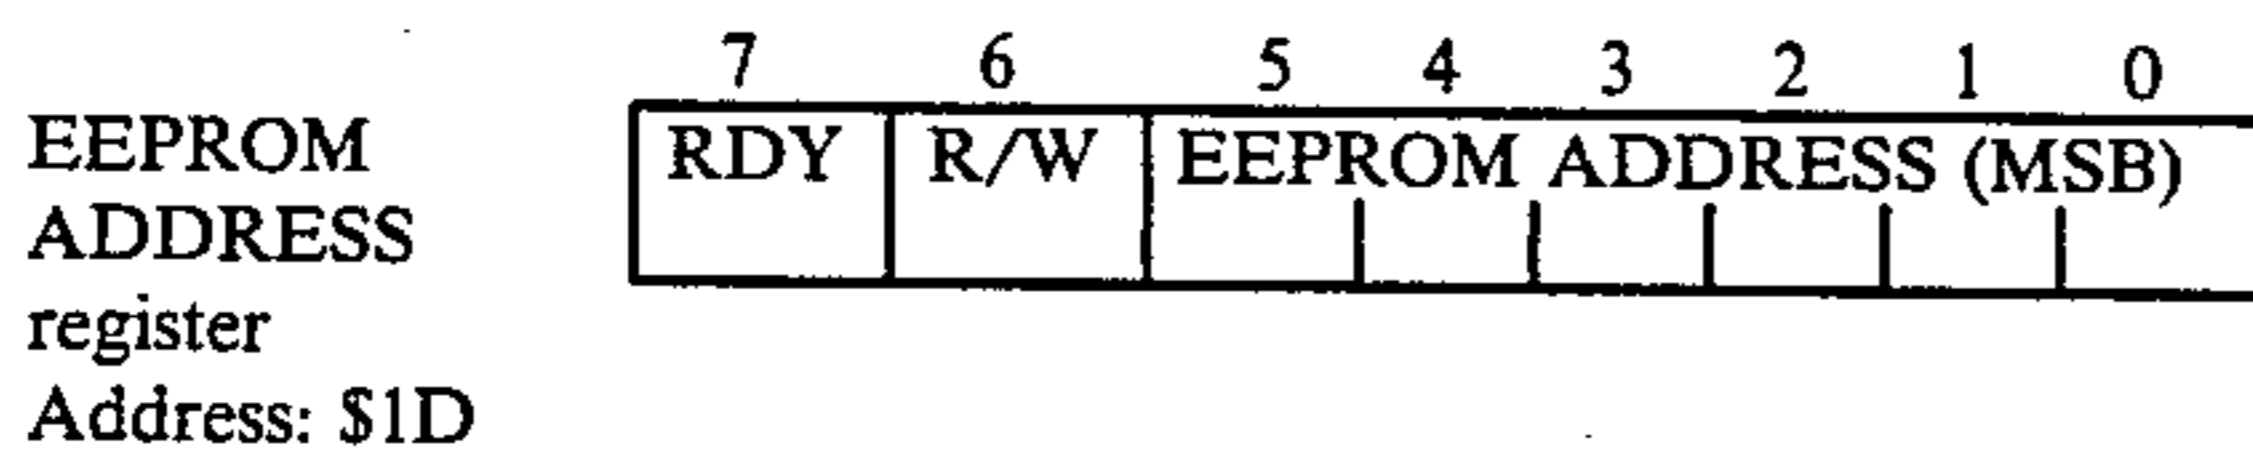 7 6 5 4 3 2 1 0
EEPROM RDY R/W EEPROM ADDRESS (MSB)
ADDRESS
register
Address: $1D